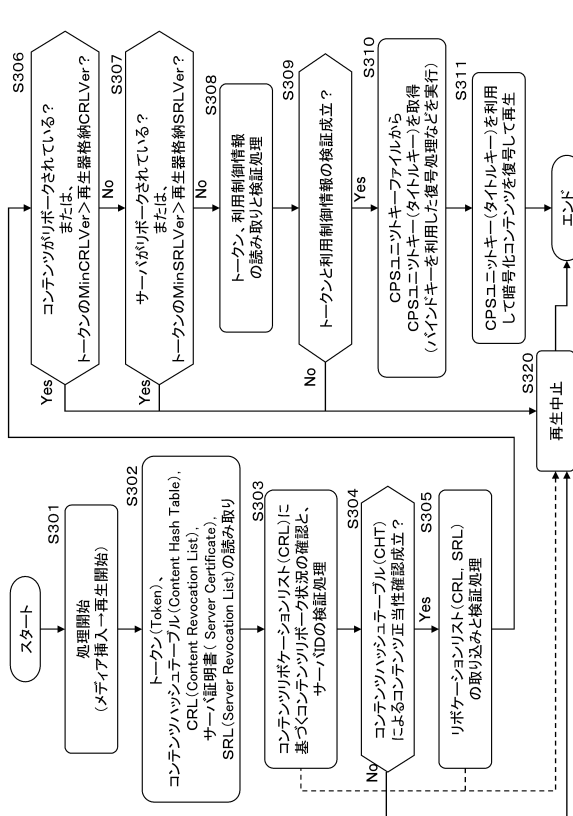 スタート
S301
処理開始
(メディア挿入→再生開始)
S302
トークン(Token)、
コンテンツハッシュテーブル(Content Hash Table),
CRL(Content Revocation List),
サーバ証明書( Server Certificate),
SRL(Server Revocation List)の読み取り
S303
コンテンツリボケーションリスト(CRL)に
基づくコンテンツリボーク状況の確認と、
サーバIDの検証処理
S304
コンテンツハッシュテーブル(CHT)
によるコンテンツ正当性確認成立?
No
Yes
S305
リボケーションリスト(CRL, SRL)
の取り込みと検証処理
S306
コンテンツがリボークされている?
または、
トークンのMinCRLVer>再生器格納CRLVer?
Yes
No
S307
サーバがリボークされている?
または、
トークンのMinSRLVer>再生器格納SRLVer?
Yes
No
S308
トークン、利用制御情報
の読み取りと検証処理
S309
トークンと利用制御情報の検証成立?
No
Yes
S310
CPSユニットキーファイルから
CPSユニットキー(タイトルキー)を取得
(バインドキーを利用した復号処理などを実行)
S311
CPSユニットキー(タイトルキー)を利用
して暗号化コンテンツを復号して再生
S320
再生中止
エンド